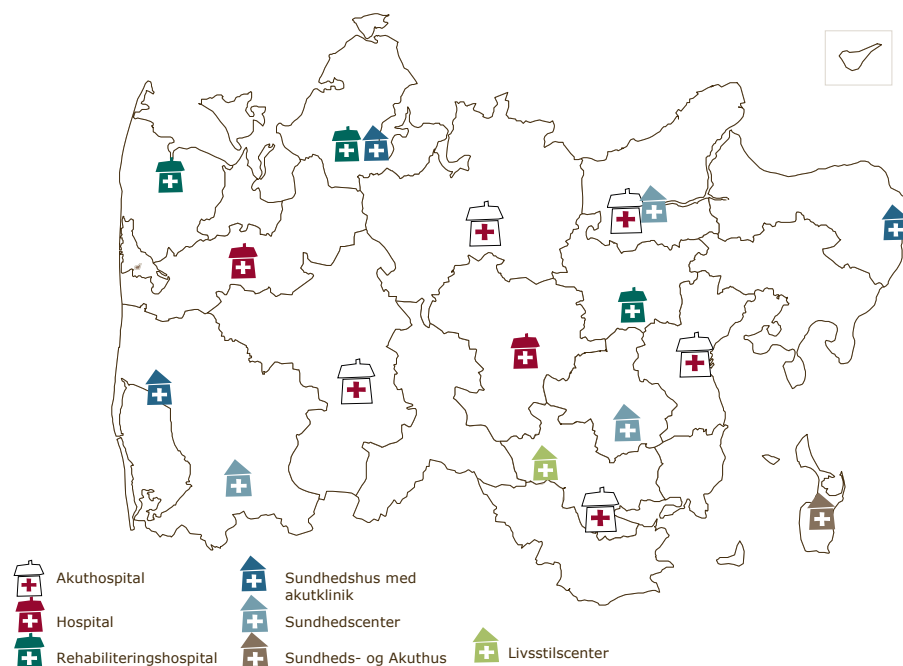 Akuthospital
Hospital
Rehabiliteringshospital
Sundhedshus med
akutklinik
Sundhedscenter
Sundheds- og Akuthus
Livsstilscenter